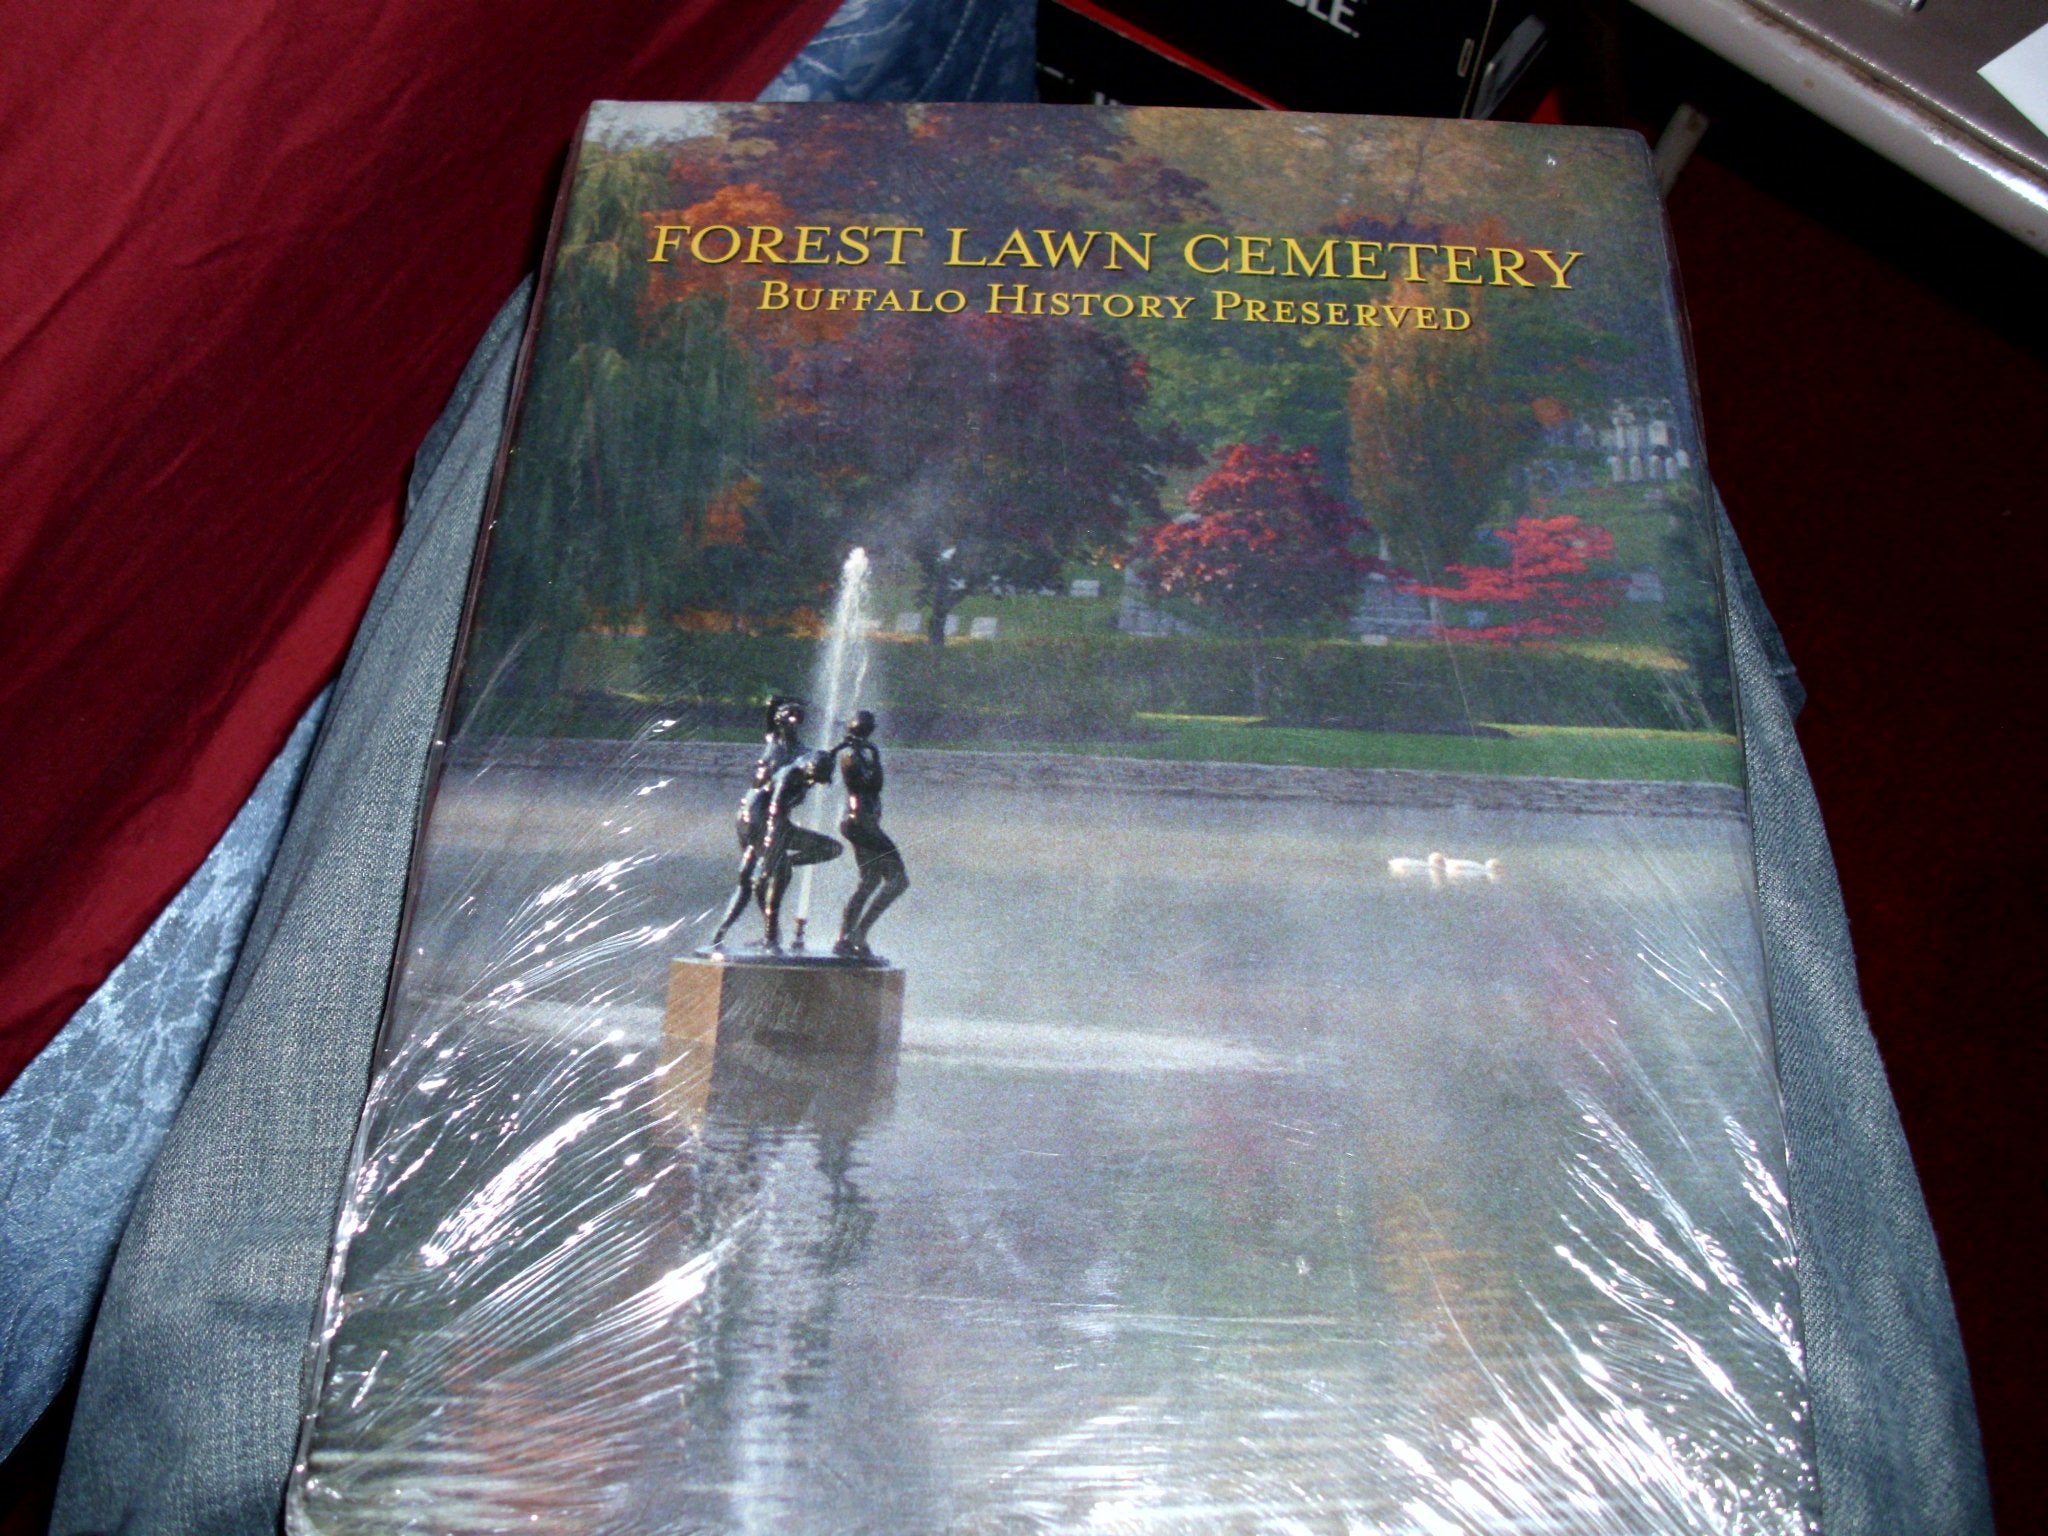 FOREST LAWN CEMETERY
BUFFALO HISTORY PRESERVED